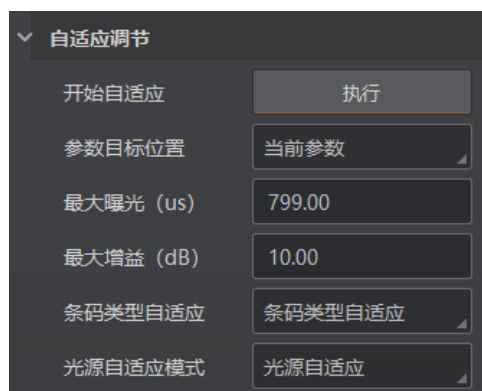 自适应调节
开始自适应 执行
参数目标位置 当前参数
最大曝光（us） 799.00
最大增益（dB） 10.00
条码类型自适应 条码类型自适应
光源自适应模式 光源自适应